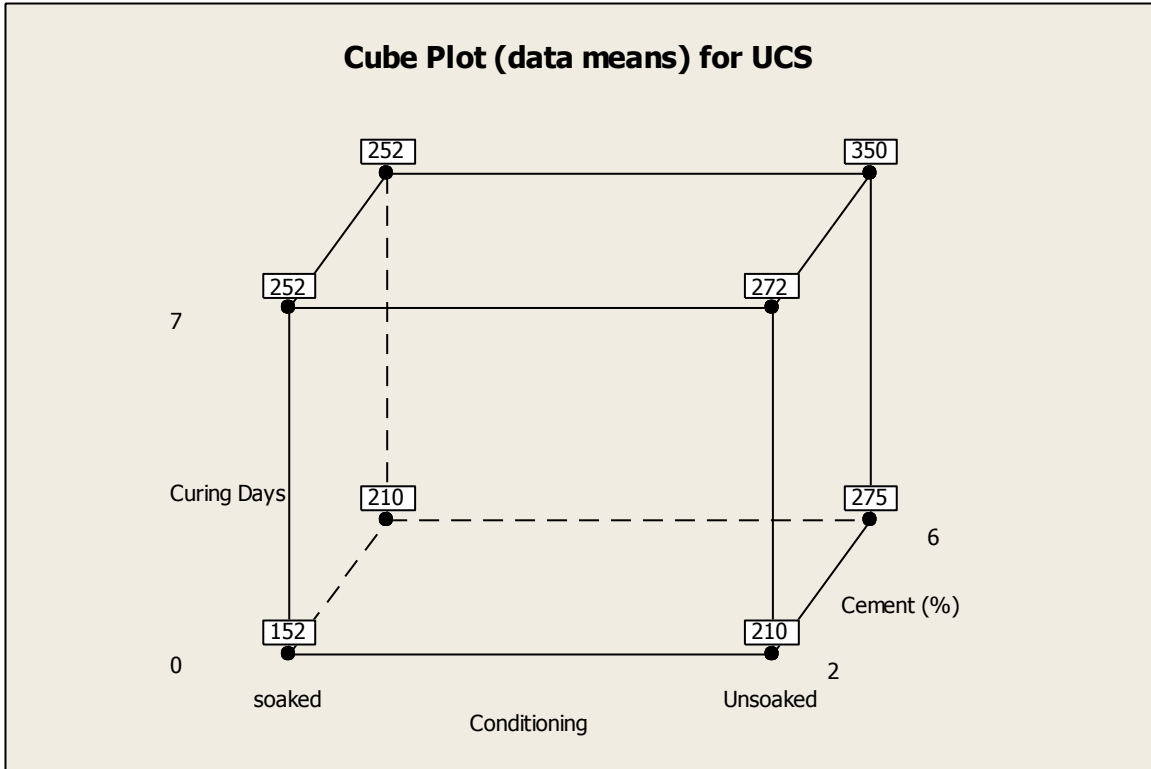 Cube Plot (data means) for UCS
252
350
252
272
7
Curing Days
210
275
6
Cement (%)
152
210
0
2
soaked
Unsoaked
Conditioning